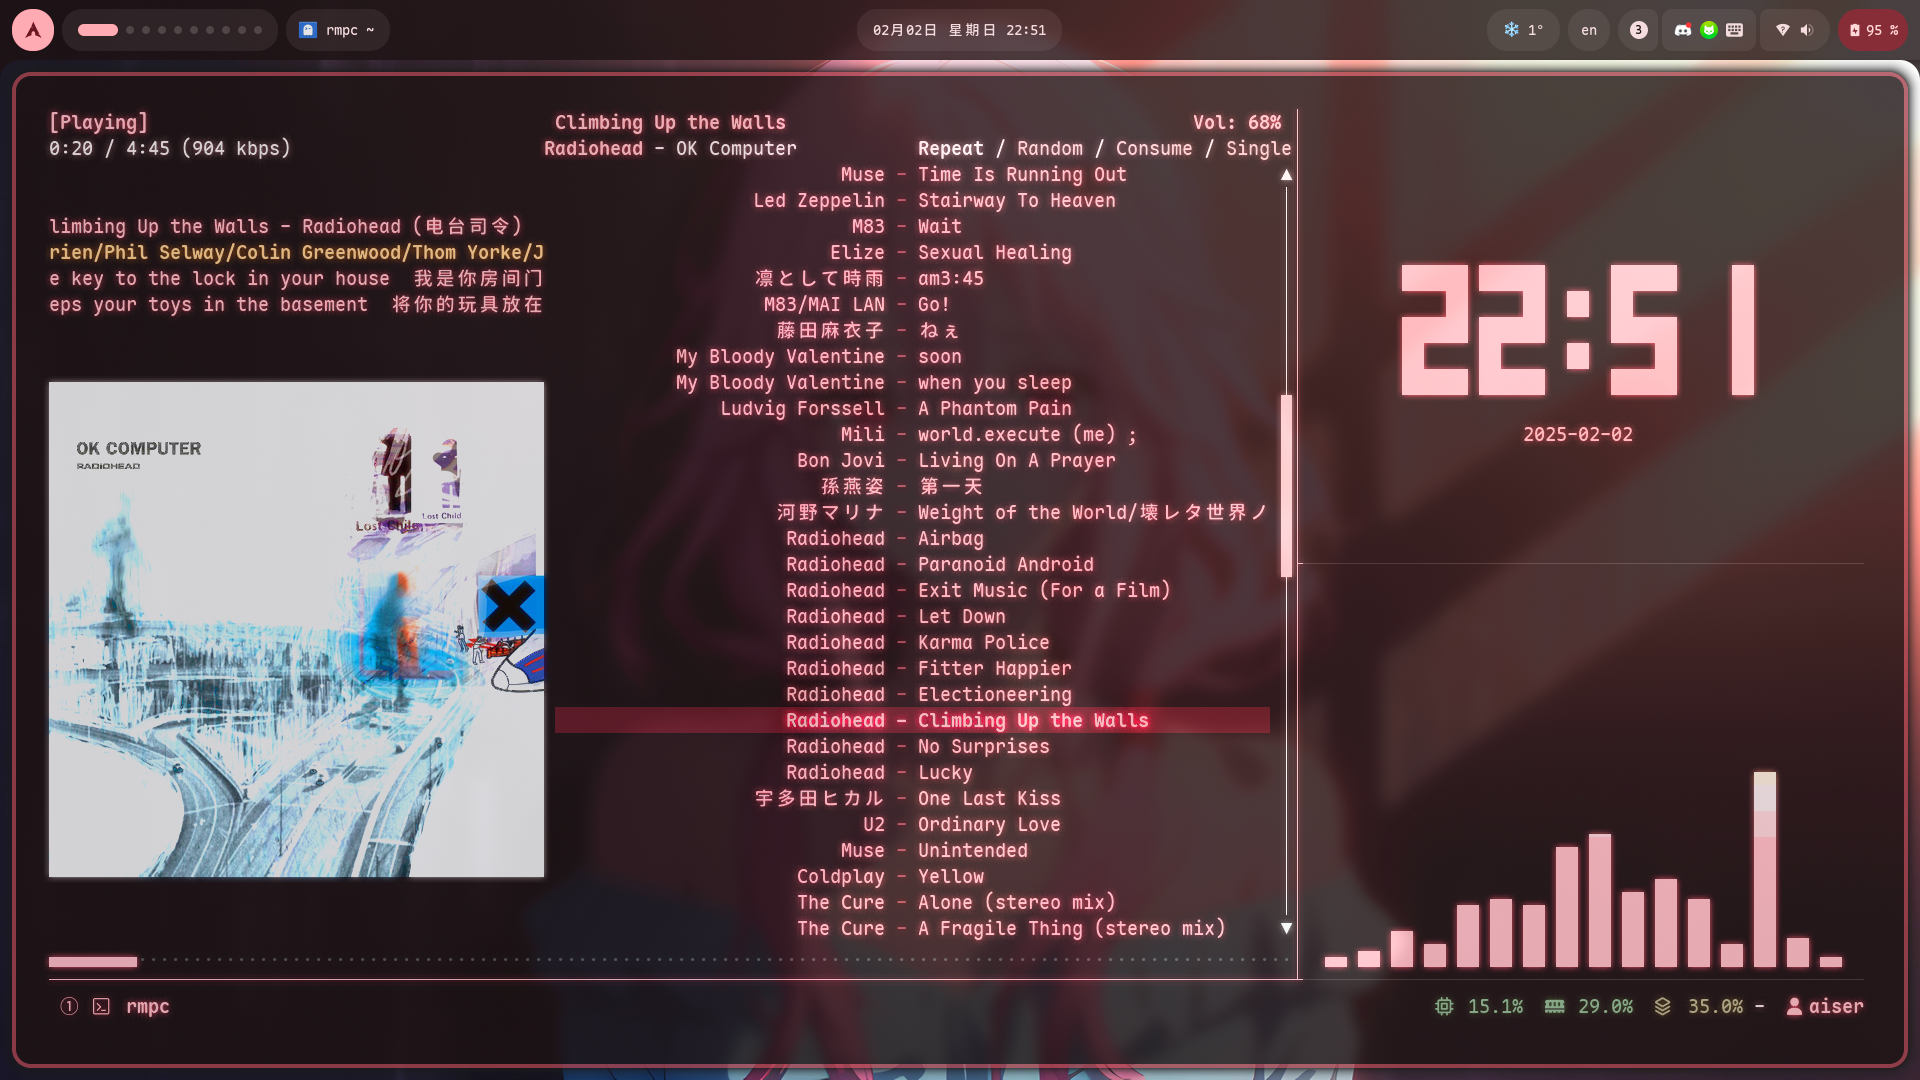 rmpc ~
02月02日 星期日 22:51
1°
en
3
95 %
[Playing]
Climbing Up the Walls
Vol: 68%
0:20 / 4:45 (904 kbps)
Radiohead - OK Computer
Repeat / Random / Consume / Single
limbing Up the Walls - Radiohead (电台司令)
rien/Phil Selway/Colin Greenwood/Thom Yorke/J
e key to the lock in your house 我是你房间门
eps your toys in the basement 将你的玩具放在
OK COMPUTER
RADIOHEAD
Lost Child
Lost Child
Muse - Time Is Running Out
Led Zeppelin - Stairway To Heaven
M83 - Wait
Elize - Sexual Healing
凛として時雨 - am3:45
M83/MAI LAN - Go!
藤田麻衣子 - ねぇ
My Bloody Valentine - soon
My Bloody Valentine - when you sleep
Ludvig Forssell - A Phantom Pain
Mili - world.execute (me) ;
Bon Jovi - Living On A Prayer
孫燕姿 - 第一天
河野マリナ - Weight of the World/壊レタ世界ノ
Radiohead - Airbag
Radiohead - Paranoid Android
Radiohead - Exit Music (For a Film)
Radiohead - Let Down
Radiohead - Karma Police
Radiohead - Fitter Happier
Radiohead - Electioneering
Radiohead - Climbing Up the Walls
Radiohead - No Surprises
Radiohead - Lucky
宇多田ヒカル - One Last Kiss
U2 - Ordinary Love
Muse - Unintended
Coldplay - Yellow
The Cure - Alone (stereo mix)
The Cure - A Fragile Thing (stereo mix)
22:51
2025-02-02
1 rmpc
15.1% 29.0% 35.0% - aiser